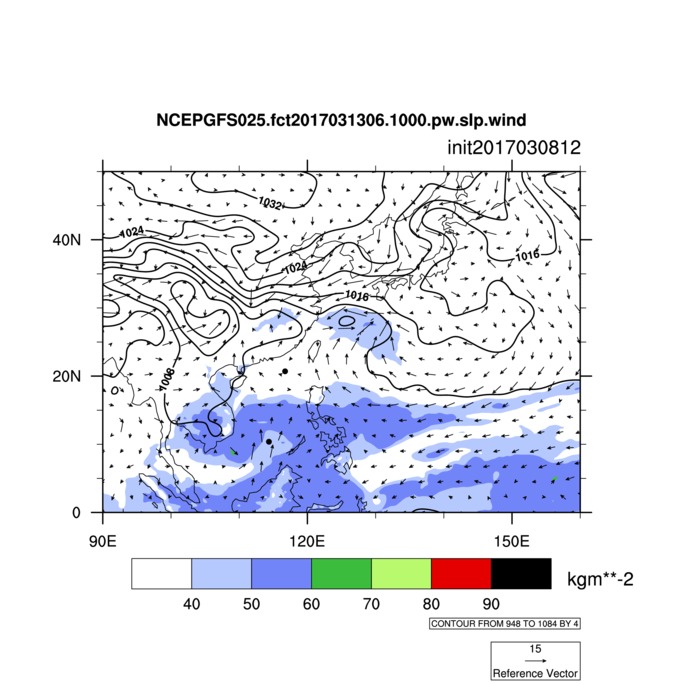 NCEPGFS025.fct2017031306.1000.pw.slp.wind
init2017030812
1032
1024
40N
1024
1016
1016
1008
20N
0
90E 120E 150E
40 50 60 70 80 90
kgm**-2
CONTOUR FROM 948 TO 1084 BY 4
15
Reference Vector